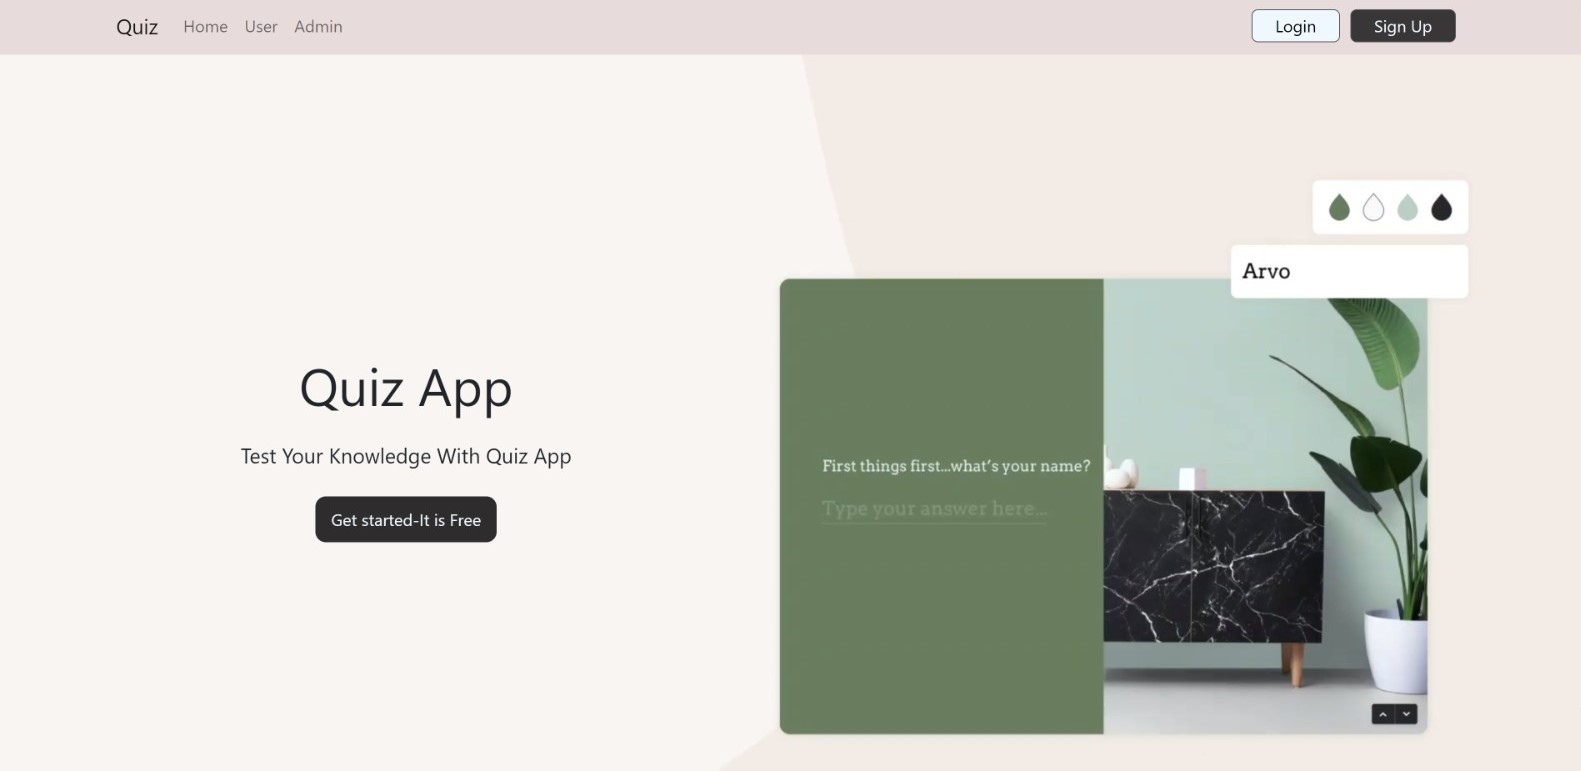 Quiz Home User Admin Login Sign Up
Arvo
Quiz App
Test Your Knowledge With Quiz App
Get started-It is Free
First things first...what's your name?
Type your answer here...